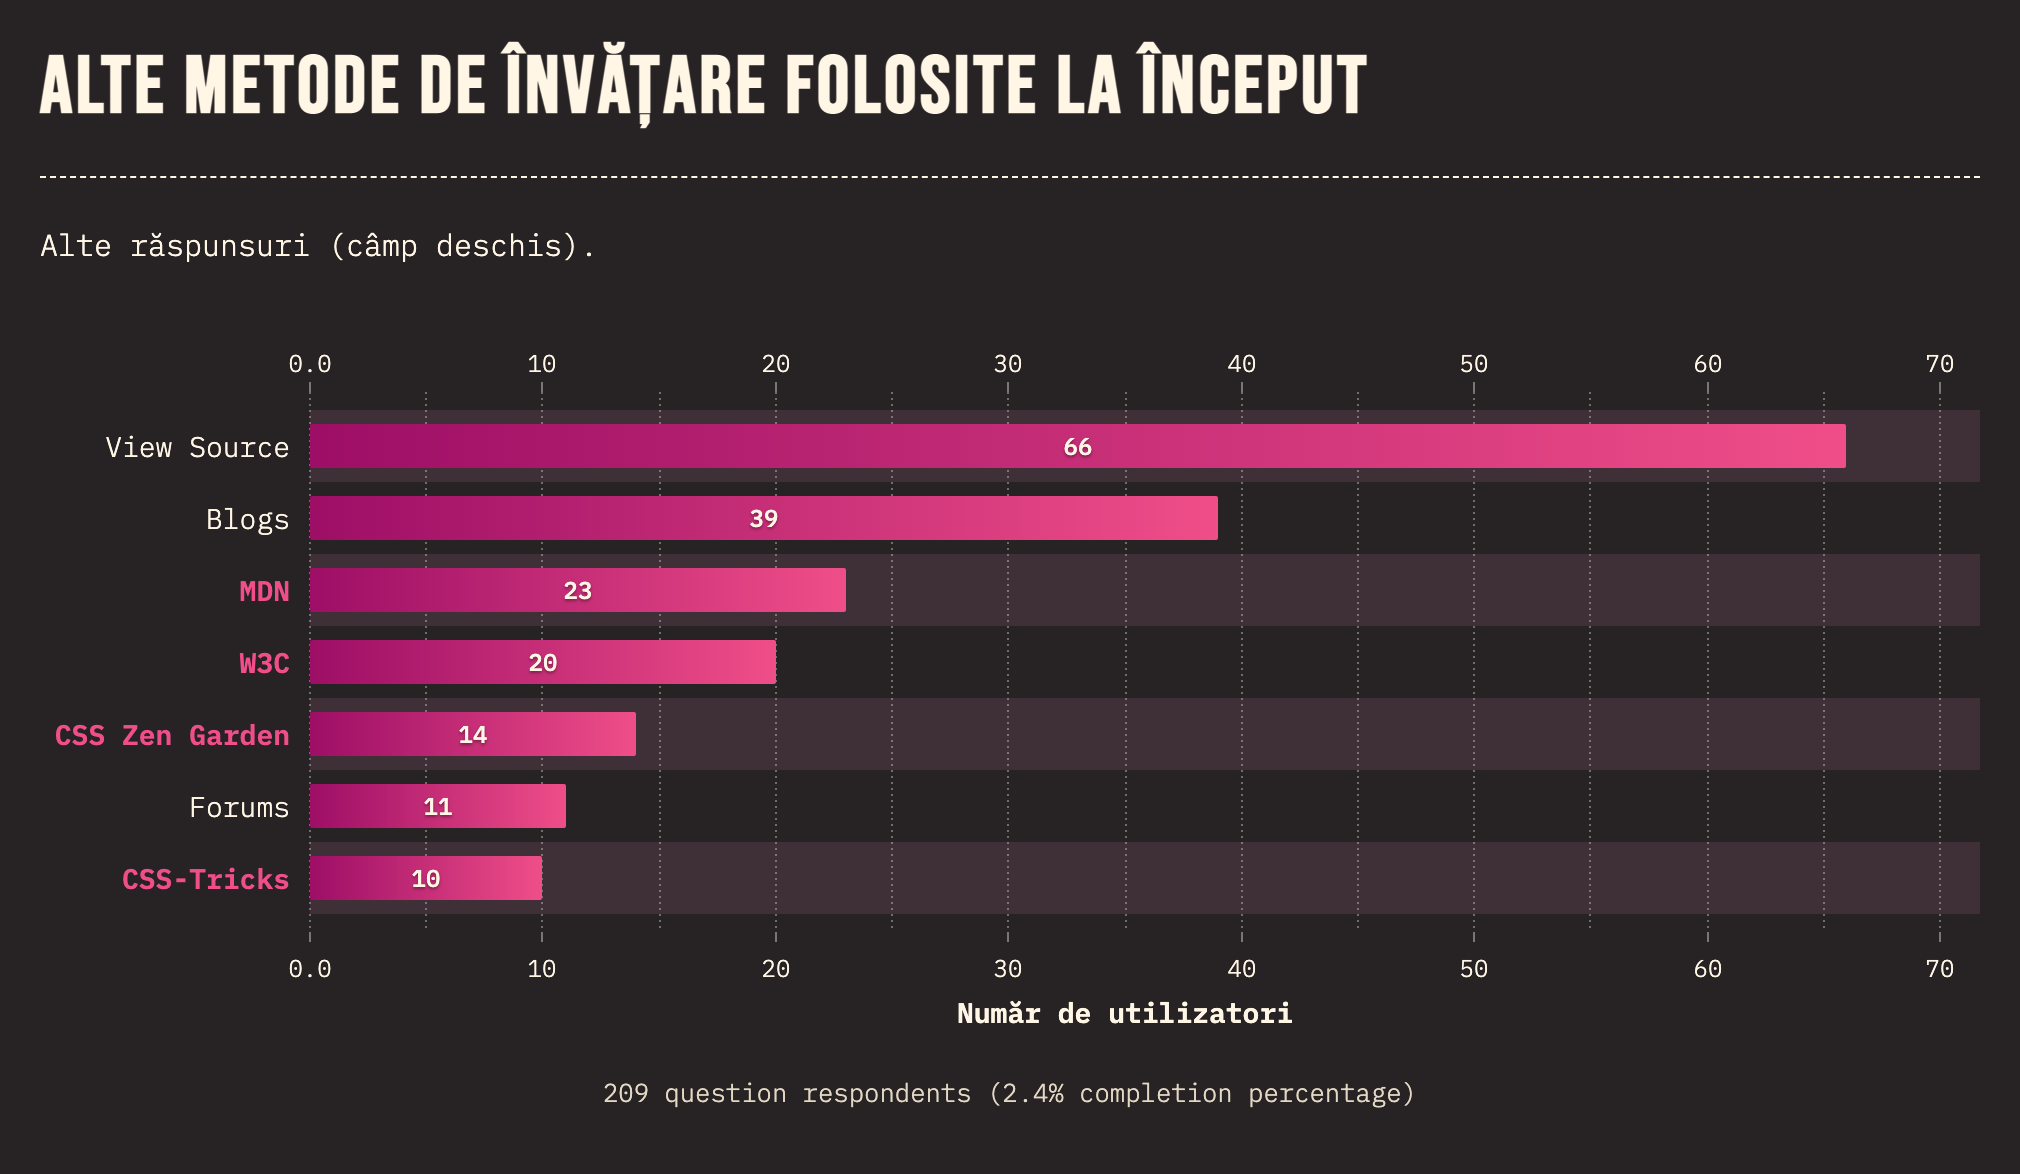 ALTE METODE DE ÎNVĂȚARE FOLOSITE LA ÎNCEPUT
Alte răspunsuri (câmp deschis).
0.0 10 20 30 40 50 60 70
View Source 66
Blogs 39
MDN 23
W3C 20
CSS Zen Garden 14
Forums 11
CSS-Tricks 10
0.0 10 20 30 40 50 60 70
Număr de utilizatori
209 question respondents (2.4% completion percentage)